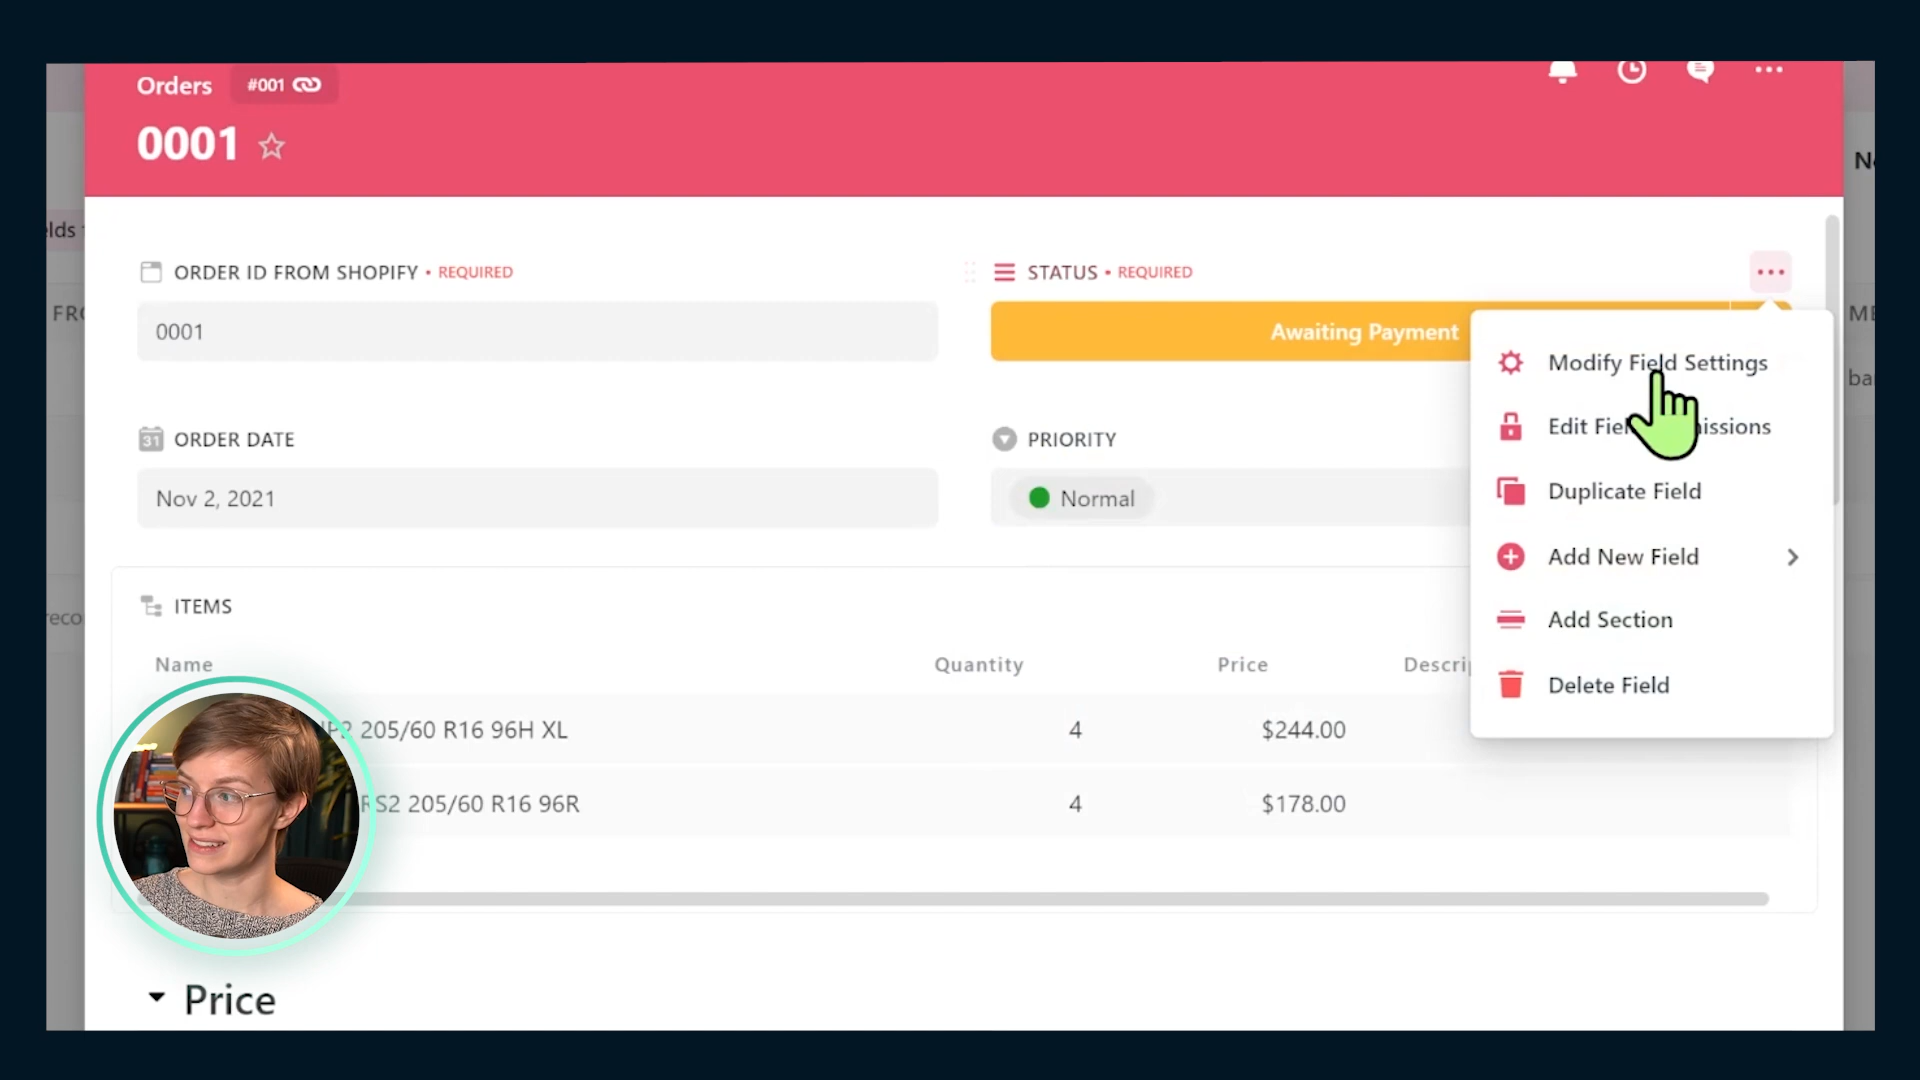 Orders #001
0001
ORDER ID FROM SHOPIFY • REQUIRED
STATUS • REQUIRED
0001
Awaiting Payment
Modify Field Settings
Duplicate Field
Add New Field
Add Section
Delete Field
ORDER DATE
PRIORITY
31
Nov 2, 2021
Normal
ITEMS
Name Quantity Price
205/60 R16 96H XL 4 $244.00
205/60 R16 96R 4 $178.00
Price